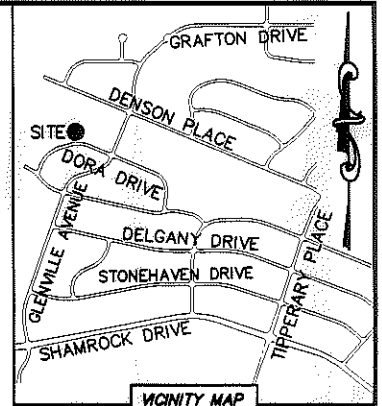 GRAFTON DRIVE
DENSON PLACE
SITE
DORA DRIVE
GLENVILLE AVENUE
DELGANY DRIVE
TIPPERARY PLACE
STONEHAVEN DRIVE
SHAMROCK DRIVE
VICINITY MAP